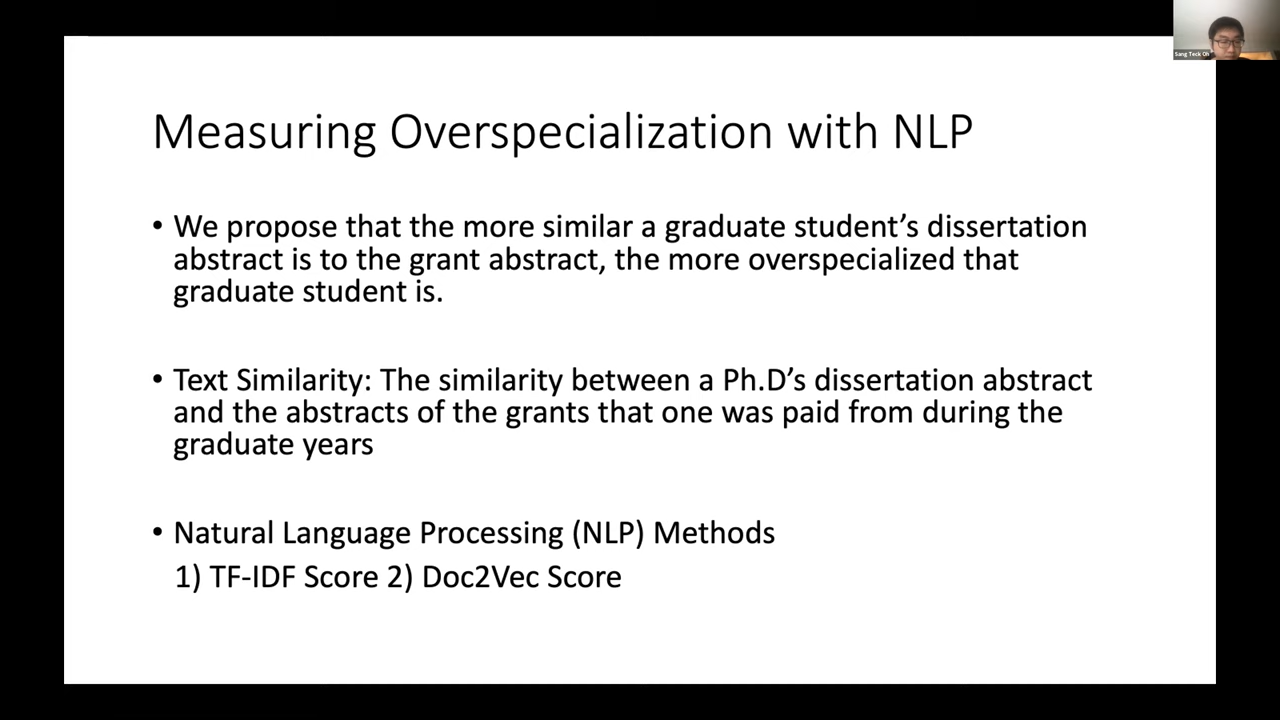 Sang Teck Oh
Measuring Overspecialization with NLP
• We propose that the more similar a graduate student’s dissertation
abstract is to the grant abstract, the more overspecialized that
graduate student is.
• Text Similarity: The similarity between a Ph.D’s dissertation abstract
and the abstracts of the grants that one was paid from during the
graduate years
• Natural Language Processing (NLP) Methods
1) TF-IDF Score 2) Doc2Vec Score